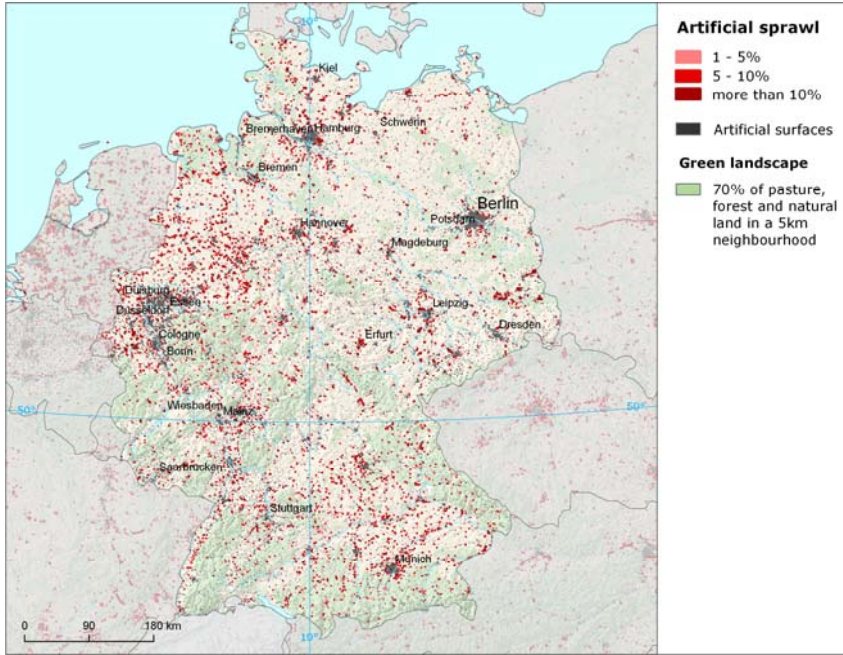 10°
Kiel
Schwerin
Bremerhaven
Hamburg
Bremen
Berlin
Potsdam
Hannover
Magdeburg
Duisburg
Essen
Leipzig
Düsseldorf
Dresden
Erfurt
Cologne
Bonn
Wiesbaden
50°
Mainz
50°
Saarbrücken
Stuttgart
Munich
0 90 180 km
10°
Artificial sprawl
1 - 5%
5 - 10%
more than 10%
Artificial surfaces
Green landscape
70% of pasture,
forest and natural
land in a 5km
neighbourhood